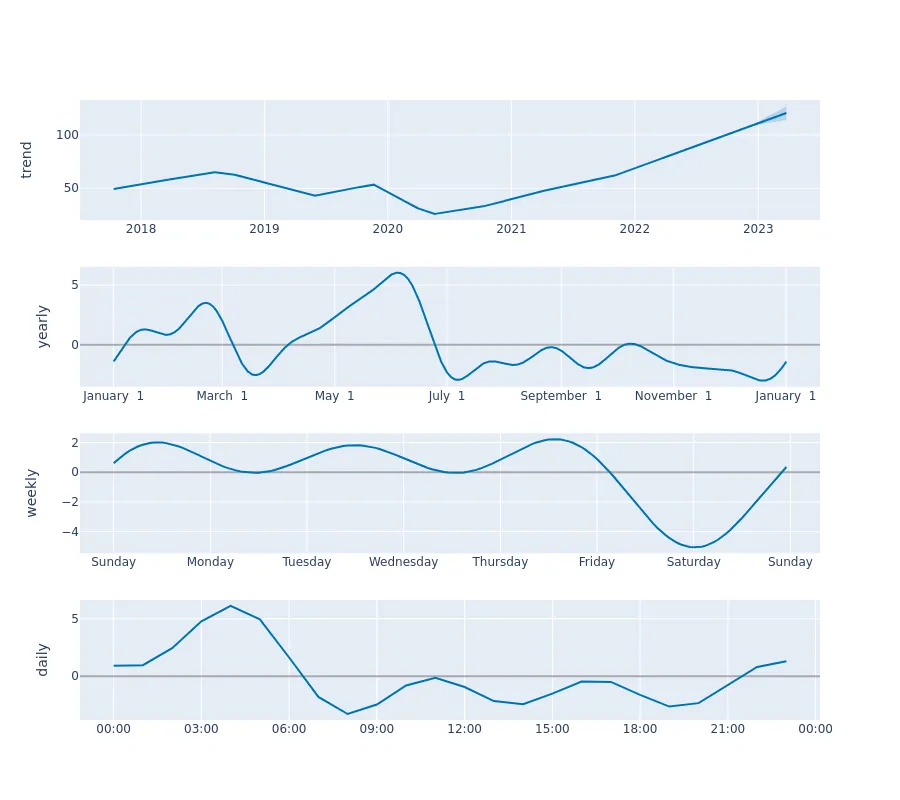 trend
100
50
2018 2019 2020 2021 2022 2023
yearly
5
0
January 1 March 1 May 1 July 1 September 1 November 1 January 1
weekly
2
0
−2
−4
Sunday Monday Tuesday Wednesday Thursday Friday Saturday Sunday
daily
5
0
00:00 03:00 06:00 09:00 12:00 15:00 18:00 21:00 00:00